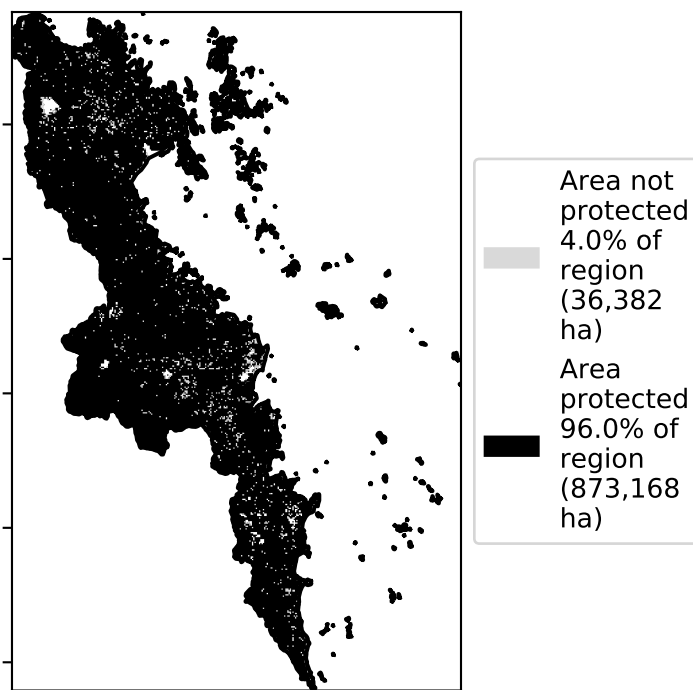 Area not
protected
4.0% of
region
(36,382
ha)
Area
protected
96.0% of
region
(873,168
ha)